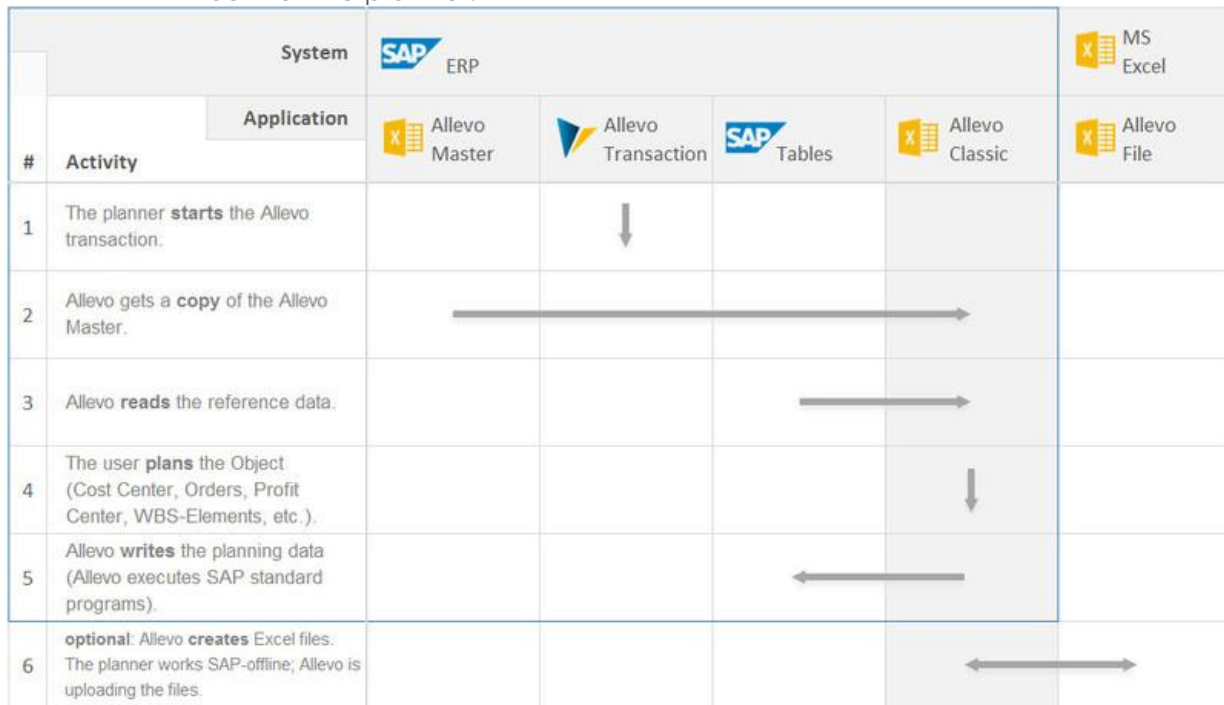 System
SAP ERP
MS
Excel
Application
Allevo
Master
Allevo
Transaction
SAP Tables
Allevo
Classic
Allevo
File
# Activity
1
The planner starts the Allevo
transaction.
2
Allevo gets a copy of the Allevo
Master.
3
Allevo reads the reference data.
4
The user plans the Object
(Cost Center, Orders, Profit
Center, WBS-Elements, etc.).
5
Allevo writes the planning data
(Allevo executes SAP standard
programs).
6
optional: Allevo creates Excel files.
The planner works SAP-offline; Allevo is
uploading the files.